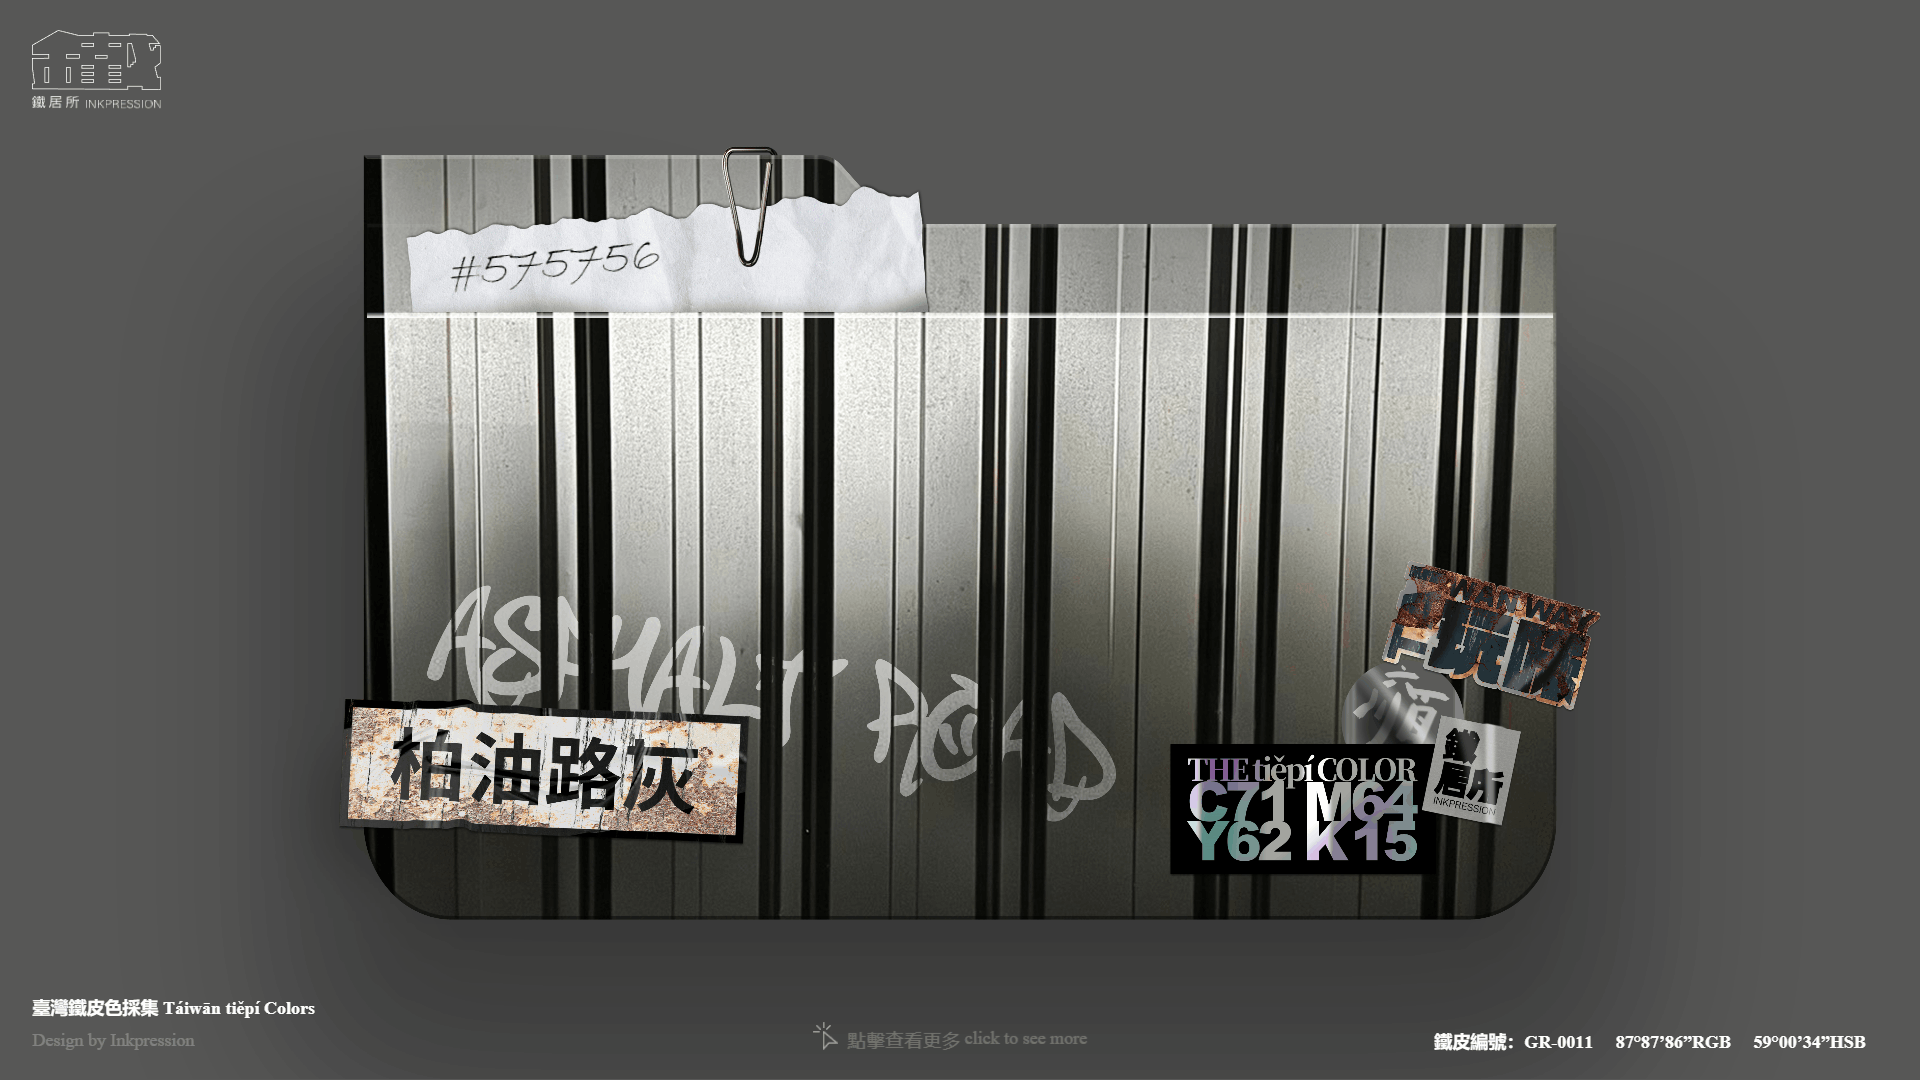 鐵居所 INKPRESSION
#575756
ASPHALT ROAD
柏油路灰
THE tiěpí COLOR
C71 M64
Y62 K15
鐵居所
INKPRESSION
臺灣鐵皮色採集 Táiwān tiěpí Colors
Design by Inkpression
點擊查看更多 click to see more
鐵皮編號：GR-0011 87°87’86”RGB 59°00’34”HSB